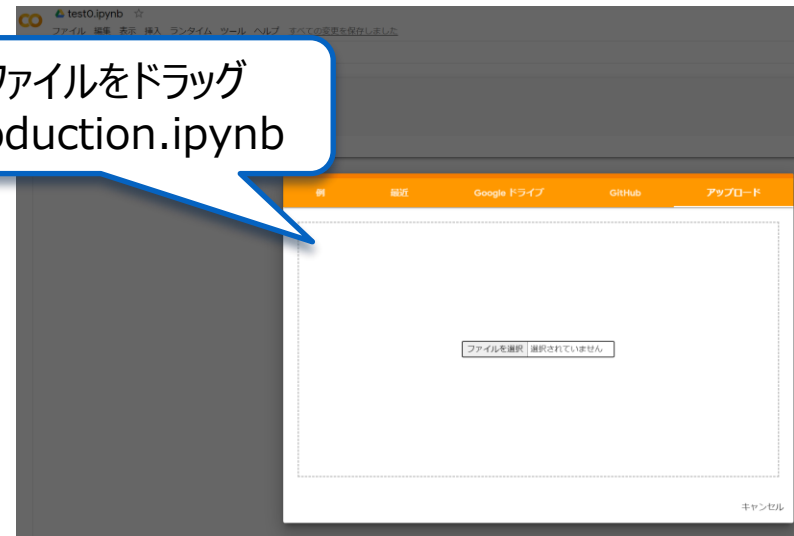 test0.ipynb ☆
ファイル 編集 表示 挿入 ランタイム ツール ヘルプ すべての変更を保存しました
ファイルをドラッグ
oduction.ipynb
例 最近 Google ドライブ GitHub アップロード
ファイルを選択 選択されていません
キャンセル